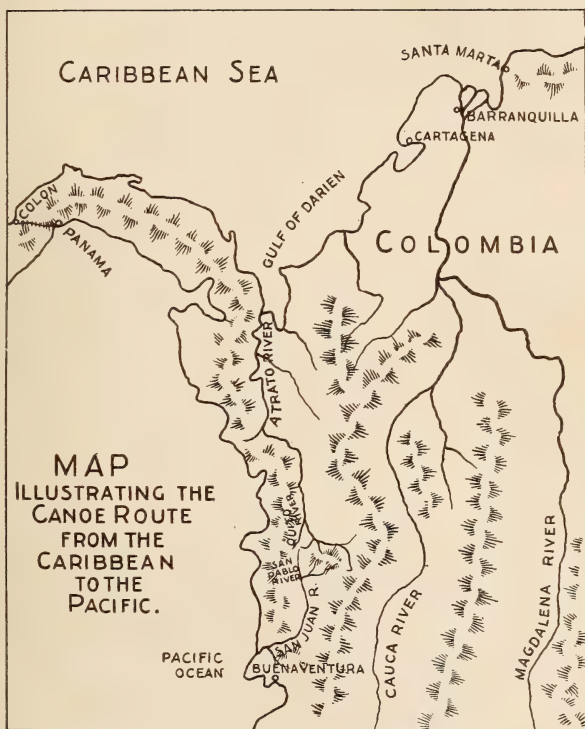 SANTA MARTA
CARIBBEAN SEA
BARRANQUILLA
CARTAGENA
GULF OF DARIEN
COLON
PANAMA
COLOMBIA
ATRATO RIVER
MAP
ILLUSTRATING THE
CANOE ROUTE
FROM THE
CARIBBEAN
TO THE
PACIFIC.
QUITO
RIVER
SAN
PABLO
RIVER
SAN JUAN R.
PACIFIC
OCEAN
BUENAVENTURA
CAUCA RIVER
MAGDALENA RIVER